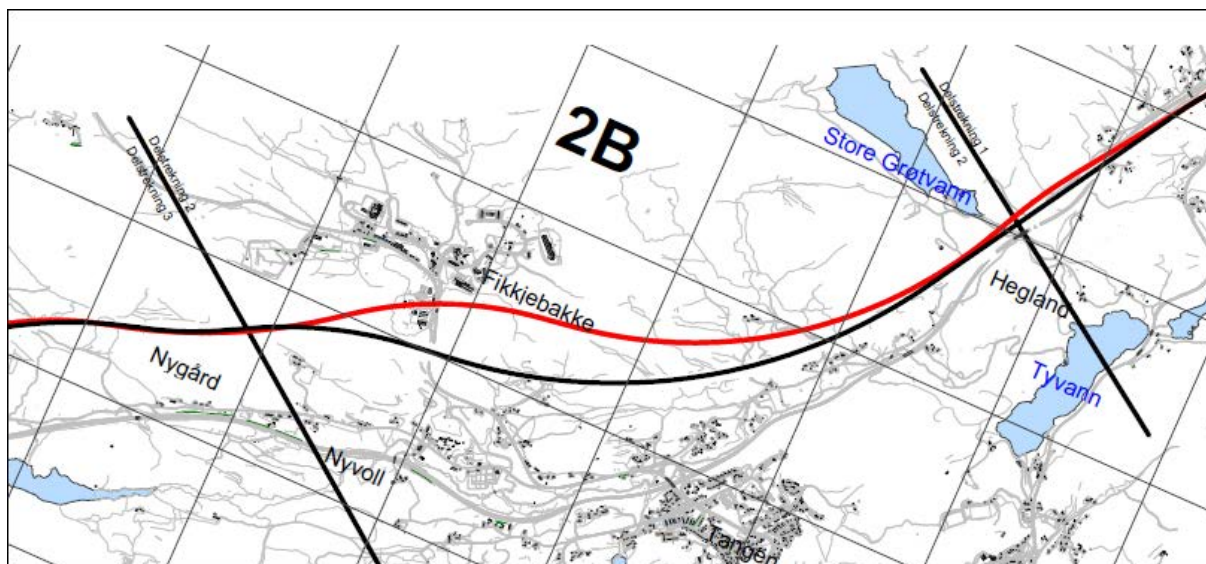 2B
Delstrekning 1
Delstrekning 2
Store Grøtvann
Delstrekning 2
Delstrekning 3
Fikkjebakke
Hegland
Nygård
Tyvann
Nyvoll
Tangen